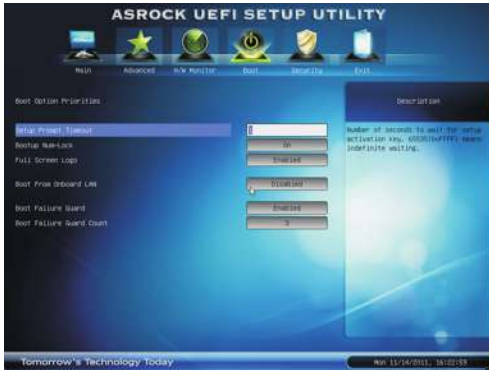 ASROCK UEFI SETUP UTILITY
Main
Advanced
H/W Monitor
Boot
Security
Exit
Boot Option Priorities
Description
Setup Prompt Timeout
Number of seconds to wait for setup
activation key. 65535(0xFFFF) means
indefinite waiting.
Bootup Num-Lock
On
Full Screen Logo
Enabled
Boot From Onboard LAN
Disabled
Boot Failure Guard
Enabled
Boot Failure Guard Count
3
Tomorrow's Technology Today
Mon 11/14/2011, 16:22:59